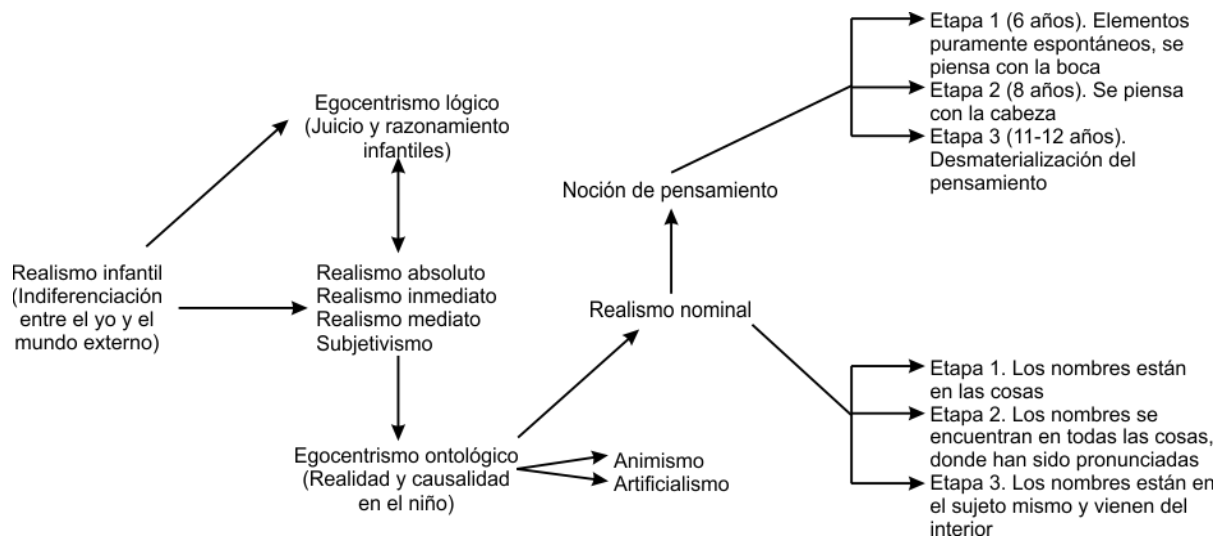 Realismo infantil
(Indiferenciación
entre el yo y el
mundo externo)
Egocentrismo lógico
(Juicio y razonamiento
infantiles)
Realismo absoluto
Realismo inmediato
Realismo mediato
Subjetivismo
Egocentrismo ontológico
(Realidad y causalidad
en el niño)
Animismo
Artificialismo
Realismo nominal
Noción de pensamiento
Etapa 1 (6 años). Elementos
puramente espontáneos, se
piensa con la boca
Etapa 2 (8 años). Se piensa
con la cabeza
Etapa 3 (11-12 años).
Desmaterialización del
pensamiento
Etapa 1. Los nombres están
en las cosas
Etapa 2. Los nombres se
encuentran en todas las cosas,
donde han sido pronunciadas
Etapa 3. Los nombres están en
el sujeto mismo y vienen del
interior